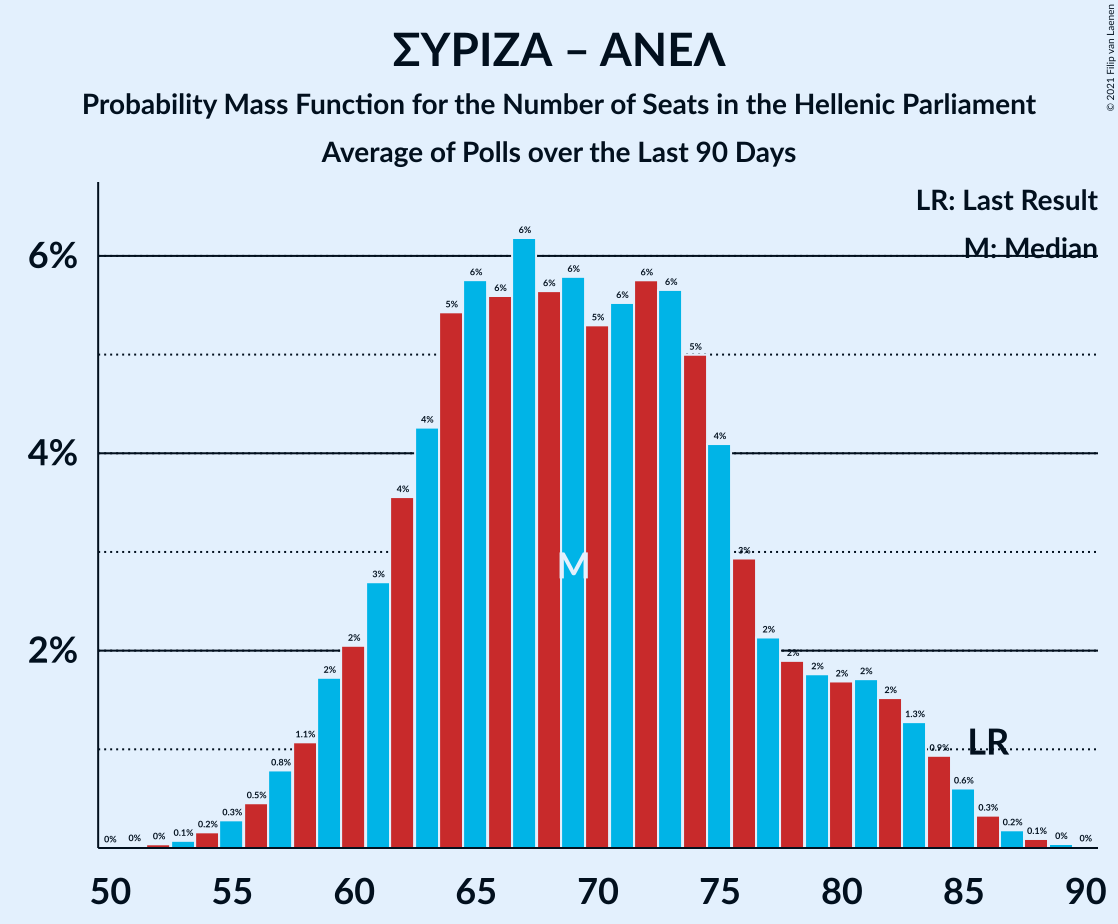 ΣΥΡΙΖΑ – ΑΝΕΛ
Probability Mass Function for the Number of Seats in the Hellenic Parliament
Average of Polls over the Last 90 Days
© 2021 Filip van Laenen
LR: Last Result
M: Median
6%
4%
2%
0% 0% 0% 0.1% 0.2% 0.3% 0.5% 0.8% 1.1% 2% 2% 3% 4% 4% 5% 6% 6% 6% 6% 6% 5% 6% 6% 6% 5% 4% 3% 2% 2% 2% 2% 2% 2% 1.3% 0.9% 0.6% 0.3% 0.2% 0.1% 0% 0%
M
LR
50 55 60 65 70 75 80 85 90